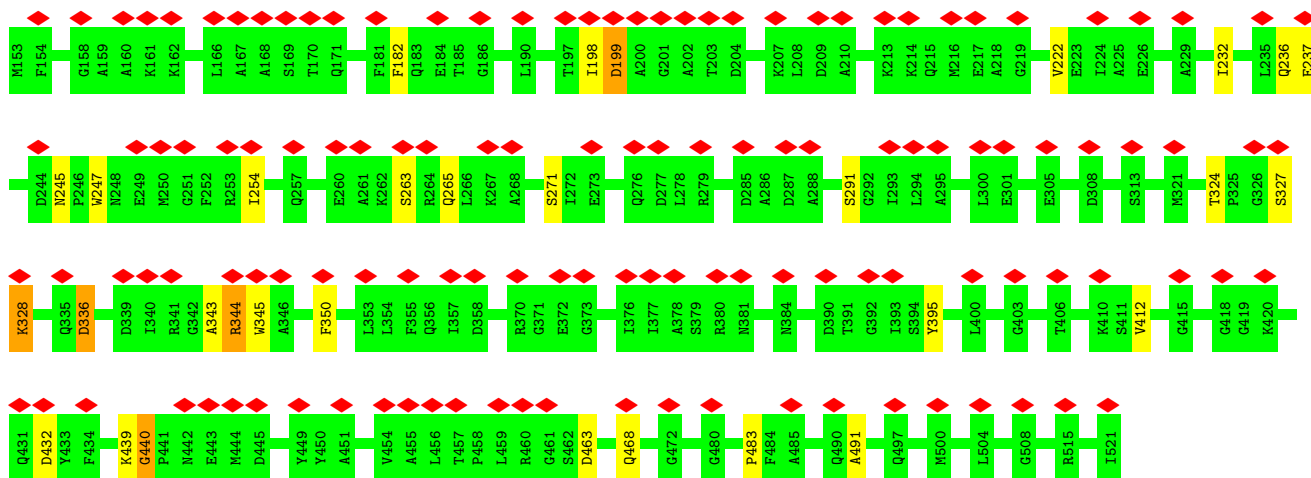 M153 F154 G158 A159 A160 K161 K162 L166 A167 A168 S169 T170 Q171 F181 F182 Q183 E184 T185 G186 L190 T197 I198 D199 A200 G201 A202 T203 D204 K207 L208 D209 A210 K213 K214 Q215 M216 E217 A218 G219 V222 E223 I224 A225 E226 A229 I232 L235 Q236 E237
D244 N245 P246 W247 N248 E249 M250 G251 F252 R253 I254 Q257 E260 A261 K262 S263 R264 Q265 L266 K267 A268 S271 I272 E273 Q276 D277 L278 R279 D285 A286 D287 A288 S291 G292 I293 L294 A295 L300 E301 E305 D308 S313 M321 T324 P325 G326 S327
K328 Q335 D336 D339 I340 R341 G342 A343 R344 W345 A346 F350 L353 L354 F355 Q356 I357 D358 R370 G371 E372 G373 I376 I377 A378 S379 R380 N381 N384 D390 T391 G392 I393 S394 Y395 L400 G403 T406 K410 S411 V412 G415 G418 G419 K420
Q431 D432 Y433 F434 K439 G440 P441 N442 E443 M444 D445 Y449 Y450 A451 V454 A455 L456 T457 P458 L459 R460 G461 S462 D463 Q468 G472 G480 P483 F484 A485 Q490 A491 Q497 M500 L504 G508 R515 I521